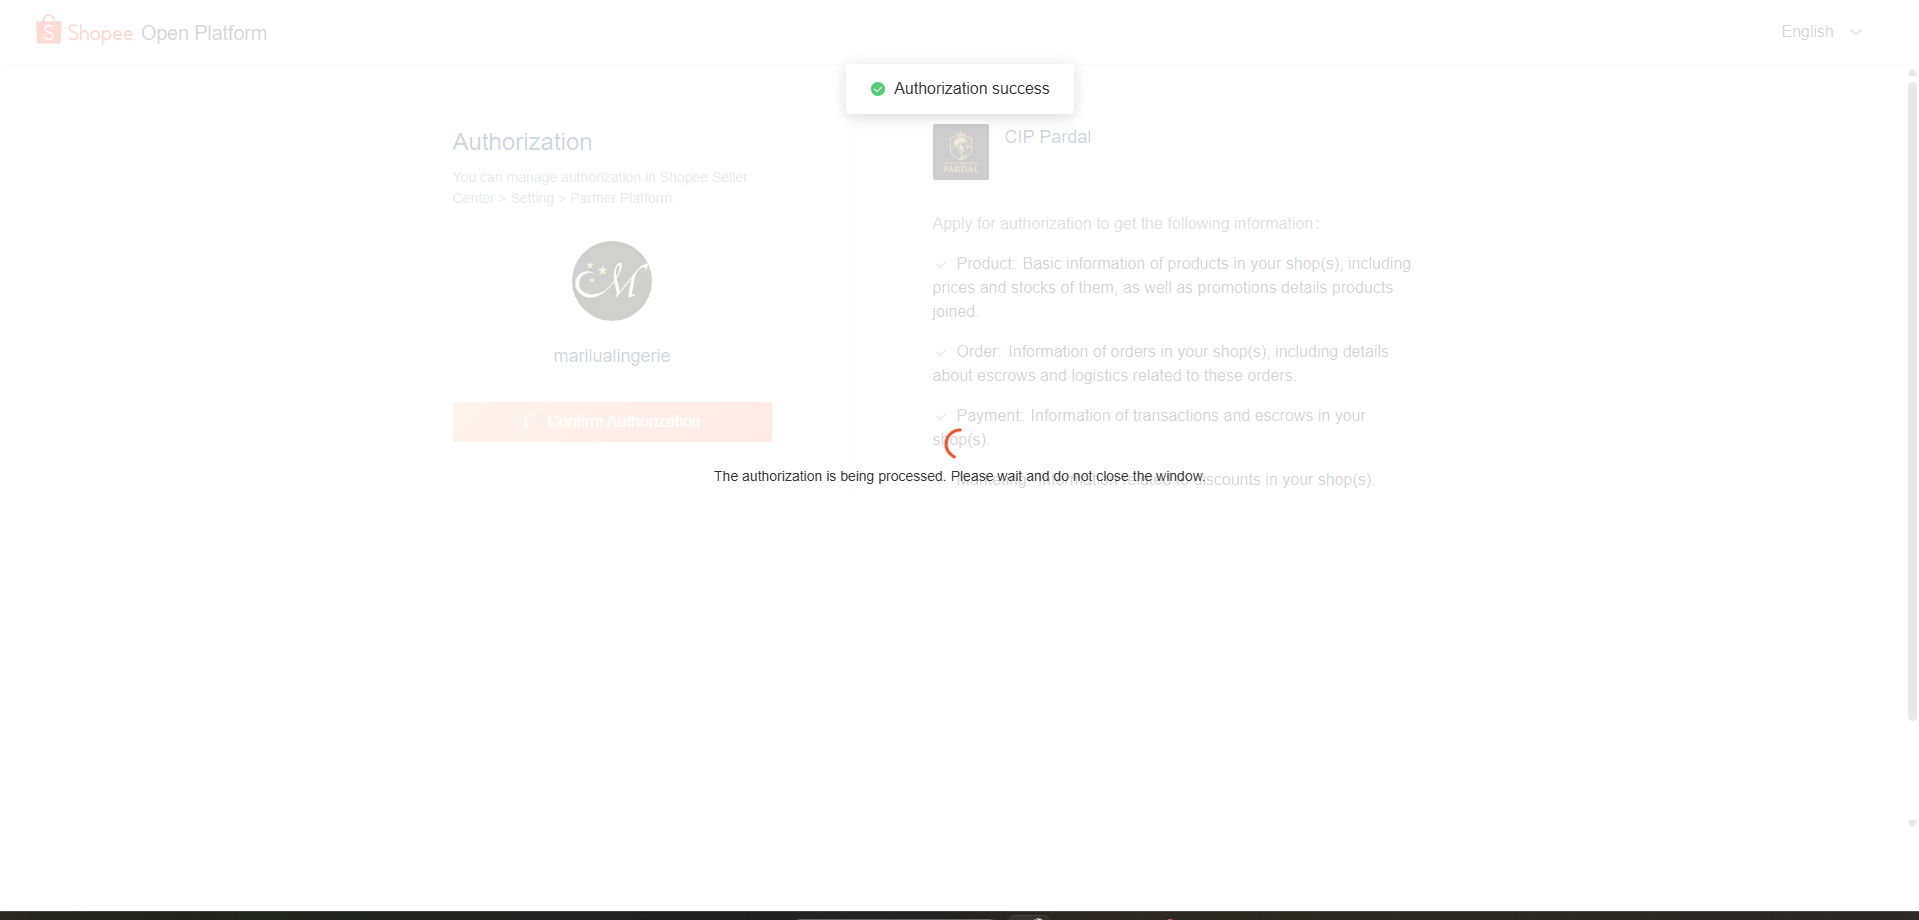 Shopee Open Platform
English
Authorization success
Authorization
You can manage authorization in Shopee Seller
Center > Setting > Partner Platform.
M
marilualingerie
Confirm Authorization
PARDAL
CIP Pardal
Apply for authorization to get the following information:
Product: Basic information of products in your shop(s), including
prices and stocks of them, as well as promotions details products
joined.
Order: Information of orders in your shop(s), including details
about escrows and logistics related to these orders.
Payment: Information of transactions and escrows in your
shop(s).
Marketing: Information related to discounts in your shop(s).
The authorization is being processed. Please wait and do not close the window.